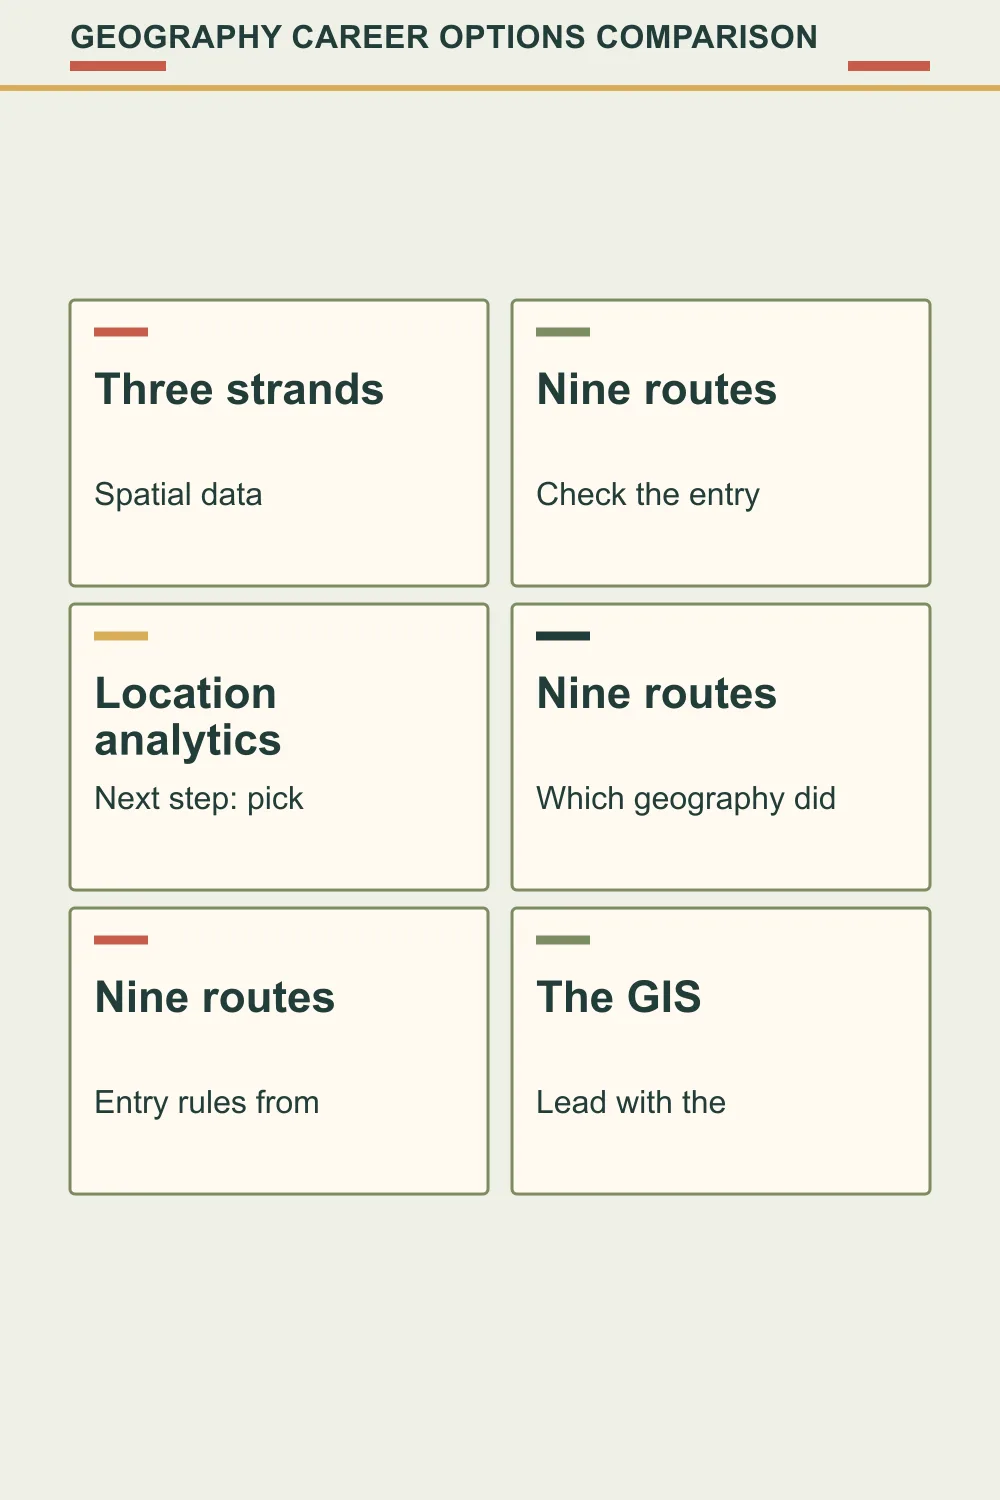 GEOGRAPHY CAREER OPTIONS COMPARISON
Three strands
Spatial data
Nine routes
Check the entry
Location
analytics
Next step: pick
Nine routes
Which geography did
Nine routes
Entry rules from
The GIS
Lead with the